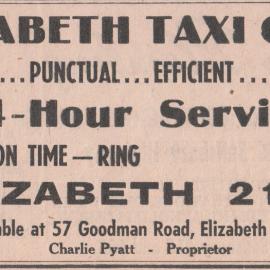 ABETH TAXI C
...PUNCTUAL...EFFICIENT...
4-Hour Servi
ON TIME—RING
IZABETH 21
ble at 57 Goodman Road, Elizabeth
Charlie Pyatt - Proprietor